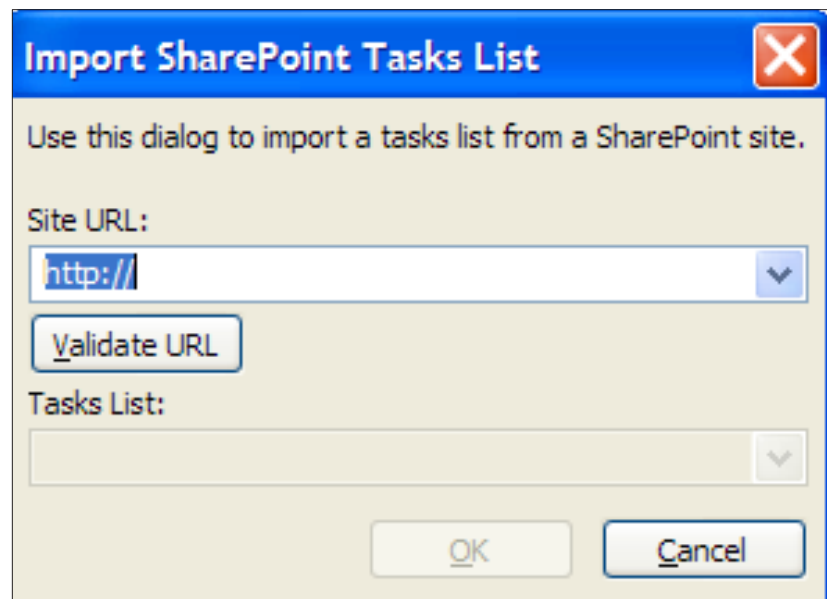 Import SharePoint Tasks List
Use this dialog to import a tasks list from a SharePoint site.
Site URL:
http://
Validate URL
Tasks List:
OK
Cancel